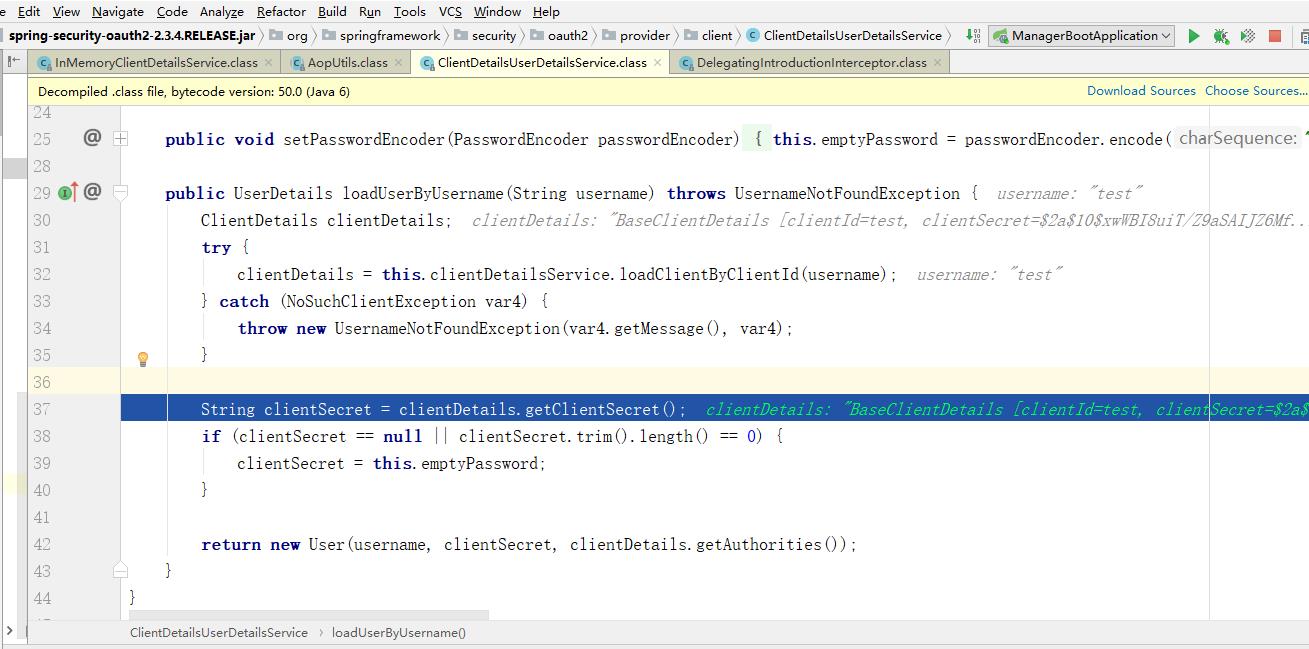 Edit View Navigate Code Analyze Refactor Build Run Tools VCS Window Help
spring-security-oauth2-2.3.4.RELEASE.jar org springframework security oauth2 provider client ClientDetailsUserDetailsService ManagerBootApplication
InMemoryClientDetailsService.class AopUtils.class ClientDetailsUserDetailsService.class DelegatingIntroductionInterceptor.class
Decompiled .class file, bytecode version: 50.0 (Java 6) Download Sources Choose Sources...
24
25 @ public void setPasswordEncoder(PasswordEncoder passwordEncoder) { this.emptyPassword = passwordEncoder.encode( charSequence:
28
29 @ public UserDetails loadUserByUsername(String username) throws UsernameNotFoundException { username: "test"
30 ClientDetails clientDetails; clientDetails: "BaseClientDetails [clientId=test, clientSecret=$2a$10$xwWBI8uiT/Z9aSAIJZ6Mf...
31 try {
32 clientDetails = this.clientDetailsService.loadClientByClientId(username); username: "test"
33 } catch (NoSuchClientException var4) {
34 throw new UsernameNotFoundException(var4.getMessage(), var4);
35 }
36
37 String clientSecret = clientDetails.getClientSecret(); clientDetails: "BaseClientDetails [clientId=test, clientSecret=$2a$
38 if (clientSecret == null || clientSecret.trim().length() == 0) {
39 clientSecret = this.emptyPassword;
40 }
41
42 return new User(username, clientSecret, clientDetails.getAuthorities());
43 }
44 }
ClientDetailsUserDetailsService › loadUserByUsername()